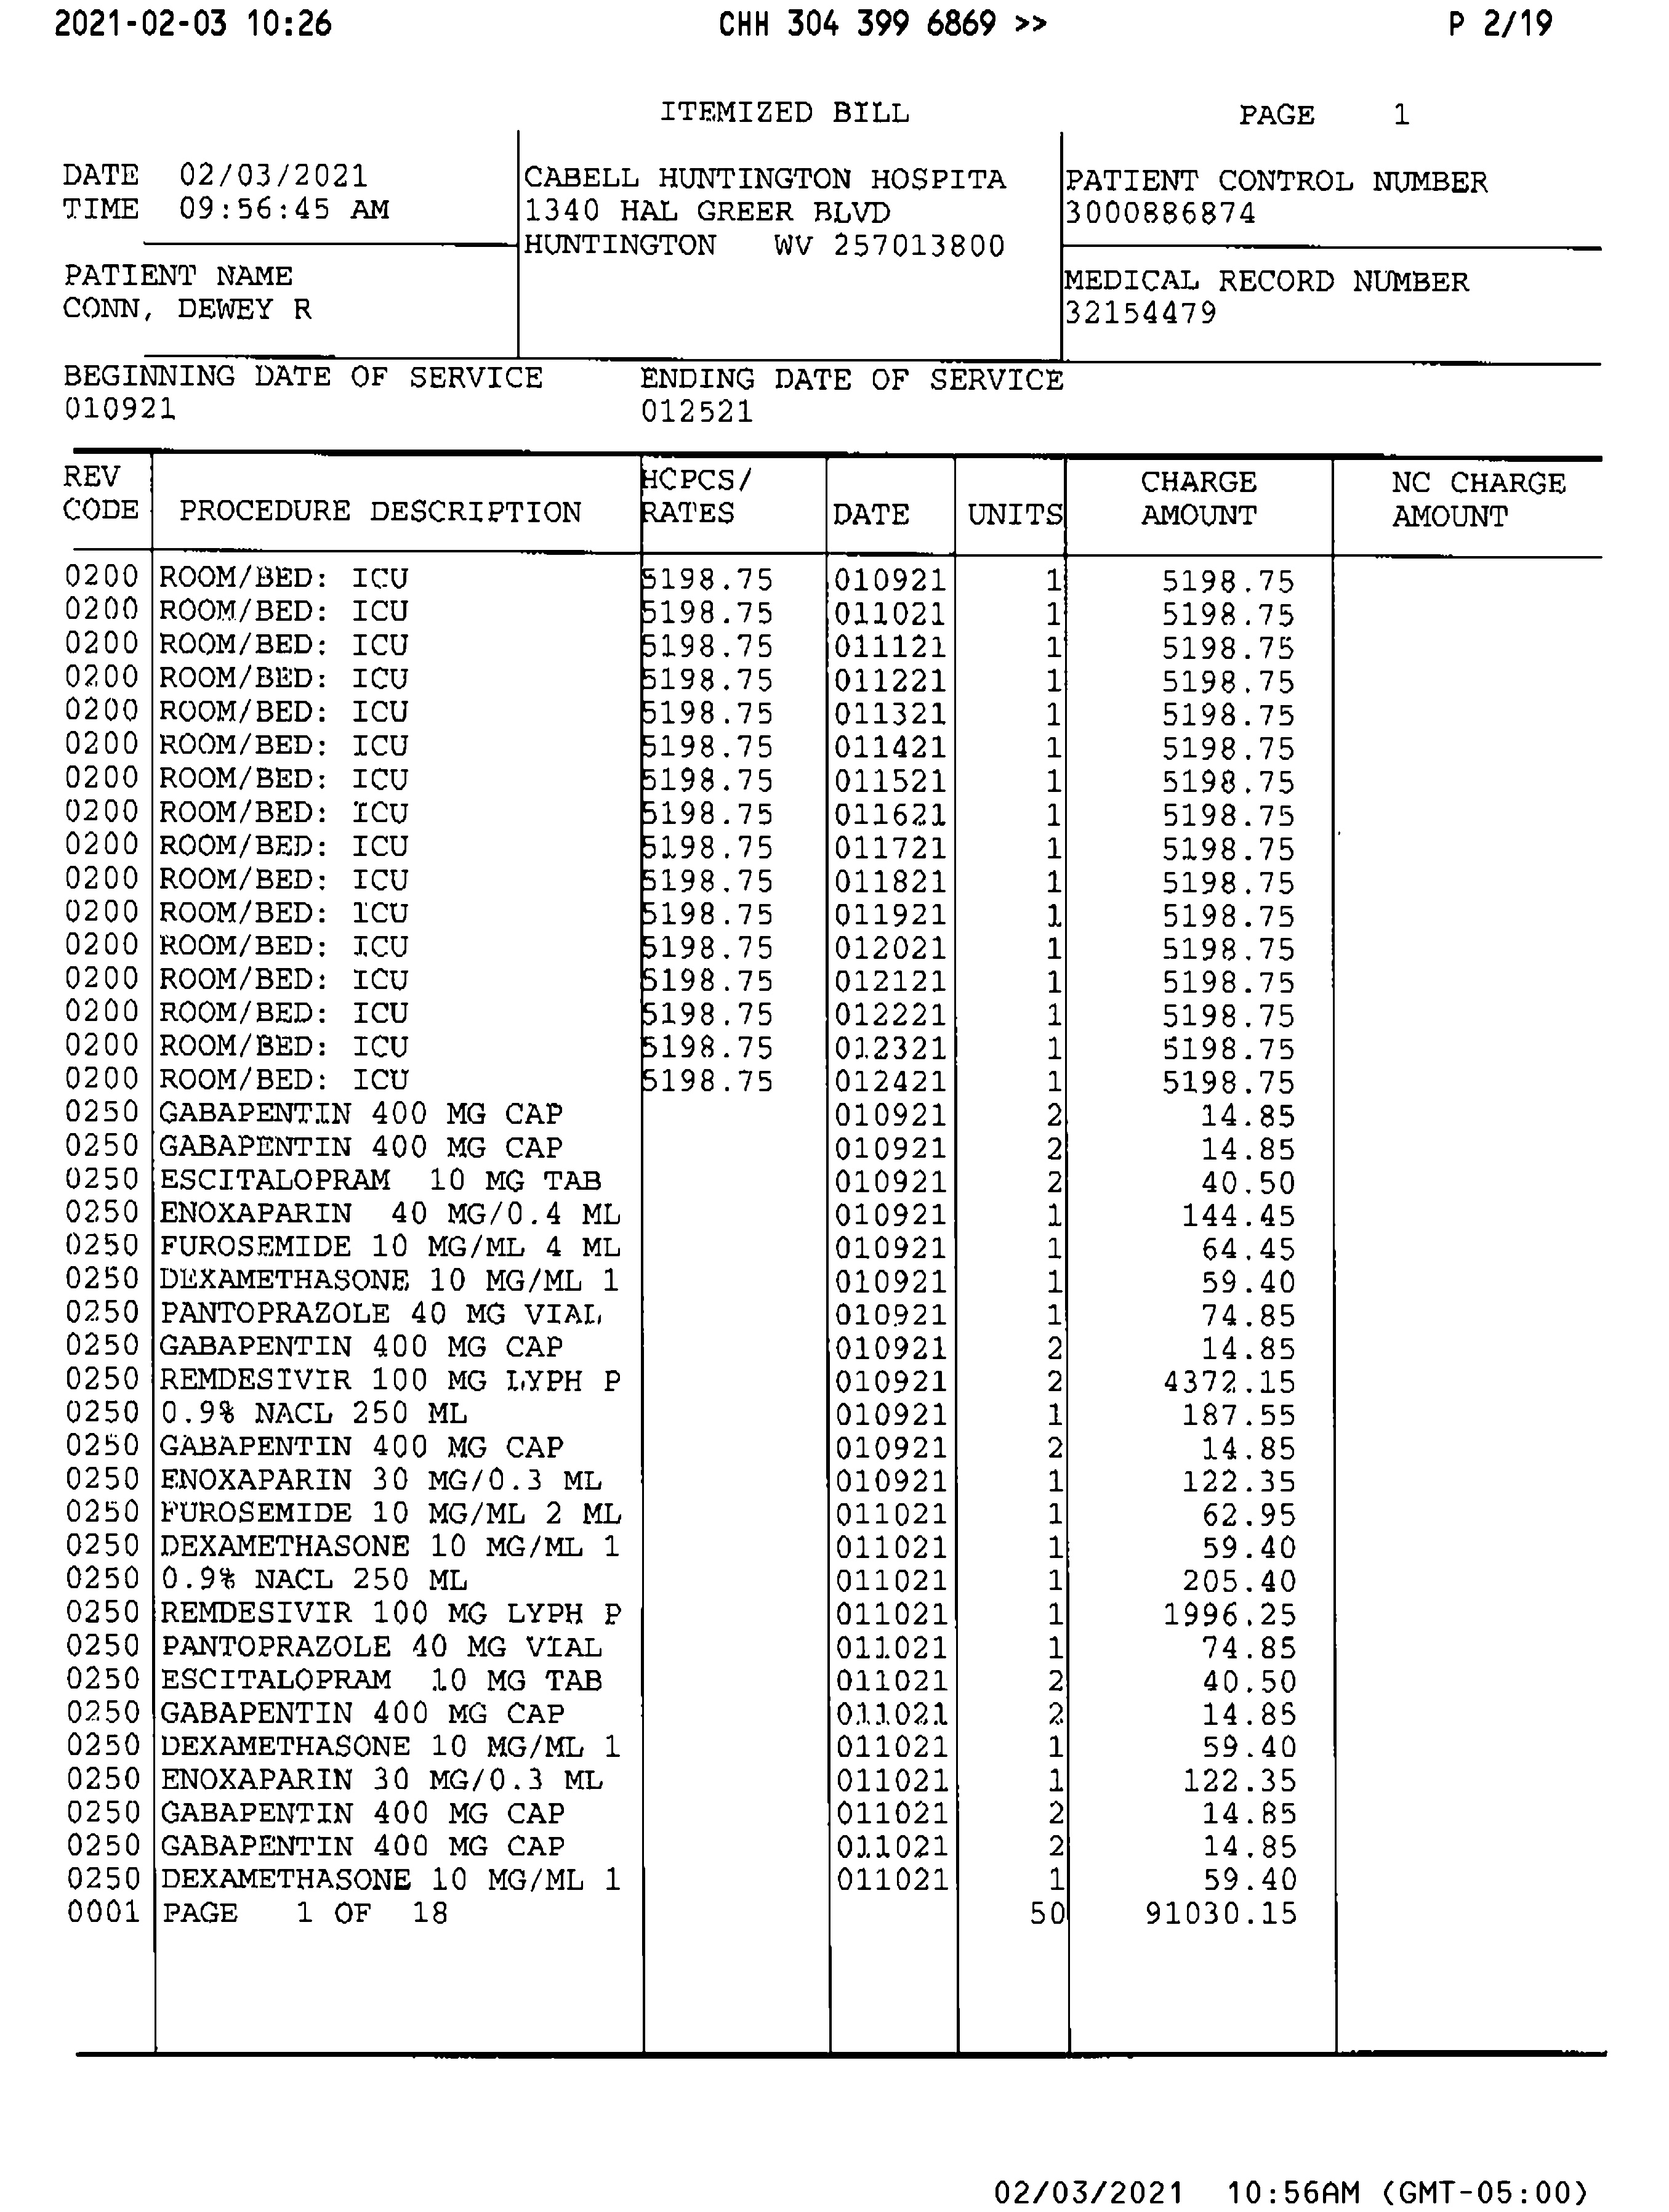 2021-02-03 10:26 CHH 304 399 6869 >> P 2/19
ITEMIZED BILL PAGE 1
DATE 02/03/2021 CABELL HUNTINGTON HOSPITA PATIENT CONTROL NUMBER
TIME 09:56:45 AM 1340 HAL GREER BLVD 3000886874
HUNTINGTON WV 257013800
PATIENT NAME MEDICAL RECORD NUMBER
CONN, DEWEY R 32154479
BEGINNING DATE OF SERVICE ENDING DATE OF SERVICE
010921 012521
REV HCPCS/ CHARGE NC CHARGE
CODE PROCEDURE DESCRIPTION RATES DATE UNITS AMOUNT AMOUNT
0200 ROOM/BED: ICU 5198.75 010921 1 5198.75
0200 ROOM/BED: ICU 5198.75 011021 1 5198.75
0200 ROOM/BED: ICU 5198.75 011121 1 5198.75
0200 ROOM/BED: ICU 5198.75 011221 1 5198.75
0200 ROOM/BED: ICU 5198.75 011321 1 5198.75
0200 ROOM/BED: ICU 5198.75 011421 1 5198.75
0200 ROOM/BED: ICU 5198.75 011521 1 5198.75
0200 ROOM/BED: ICU 5198.75 011621 1 5198.75
0200 ROOM/BED: ICU 5198.75 011721 1 5198.75
0200 ROOM/BED: ICU 5198.75 011821 1 5198.75
0200 ROOM/BED: ICU 5198.75 011921 1 5198.75
0200 ROOM/BED: ICU 5198.75 012021 1 5198.75
0200 ROOM/BED: ICU 5198.75 012121 1 5198.75
0200 ROOM/BED: ICU 5198.75 012221 1 5198.75
0200 ROOM/BED: ICU 5198.75 012321 1 5198.75
0200 ROOM/BED: ICU 5198.75 012421 1 5198.75
0250 GABAPENTIN 400 MG CAP 010921 2 14.85
0250 GABAPENTIN 400 MG CAP 010921 2 14.85
0250 ESCITALOPRAM 10 MG TAB 010921 2 40.50
0250 ENOXAPARIN 40 MG/0.4 ML 010921 1 144.45
0250 FUROSEMIDE 10 MG/ML 4 ML 010921 1 64.45
0250 DEXAMETHASONE 10 MG/ML 1 010921 1 59.40
0250 PANTOPRAZOLE 40 MG VIAL 010921 1 74.85
0250 GABAPENTIN 400 MG CAP 010921 2 14.85
0250 REMDESIVIR 100 MG LYPH P 010921 2 4372.15
0250 0.9% NACL 250 ML 010921 1 187.55
0250 GABAPENTIN 400 MG CAP 010921 2 14.85
0250 ENOXAPARIN 30 MG/0.3 ML 010921 1 122.35
0250 FUROSEMIDE 10 MG/ML 2 ML 011021 1 62.95
0250 DEXAMETHASONE 10 MG/ML 1 011021 1 59.40
0250 0.9% NACL 250 ML 011021 1 205.40
0250 REMDESIVIR 100 MG LYPH P 011021 1 1996.25
0250 PANTOPRAZOLE 40 MG VIAL 011021 1 74.85
0250 ESCITALOPRAM 10 MG TAB 011021 2 40.50
0250 GABAPENTIN 400 MG CAP 011021 2 14.85
0250 DEXAMETHASONE 10 MG/ML 1 011021 1 59.40
0250 ENOXAPARIN 30 MG/0.3 ML 011021 1 122.35
0250 GABAPENTIN 400 MG CAP 011021 2 14.85
0250 GABAPENTIN 400 MG CAP 011021 2 14.85
0250 DEXAMETHASONE 10 MG/ML 1 011021 1 59.40
0001 PAGE 1 OF 18 50 91030.15
02/03/2021 10:56AM (GMT-05:00)